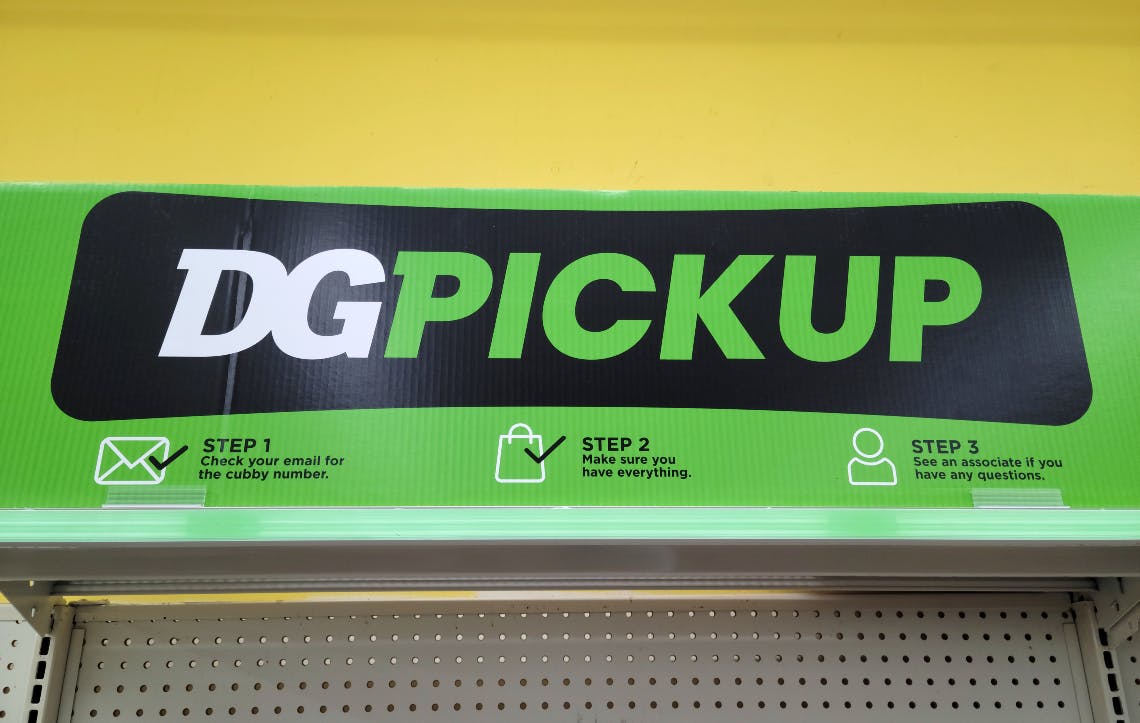 DGPICKUP
STEP 1
Check your email for
the cubby number.
STEP 2
Make sure you
have everything.
STEP 3
See an associate if you
have any questions.